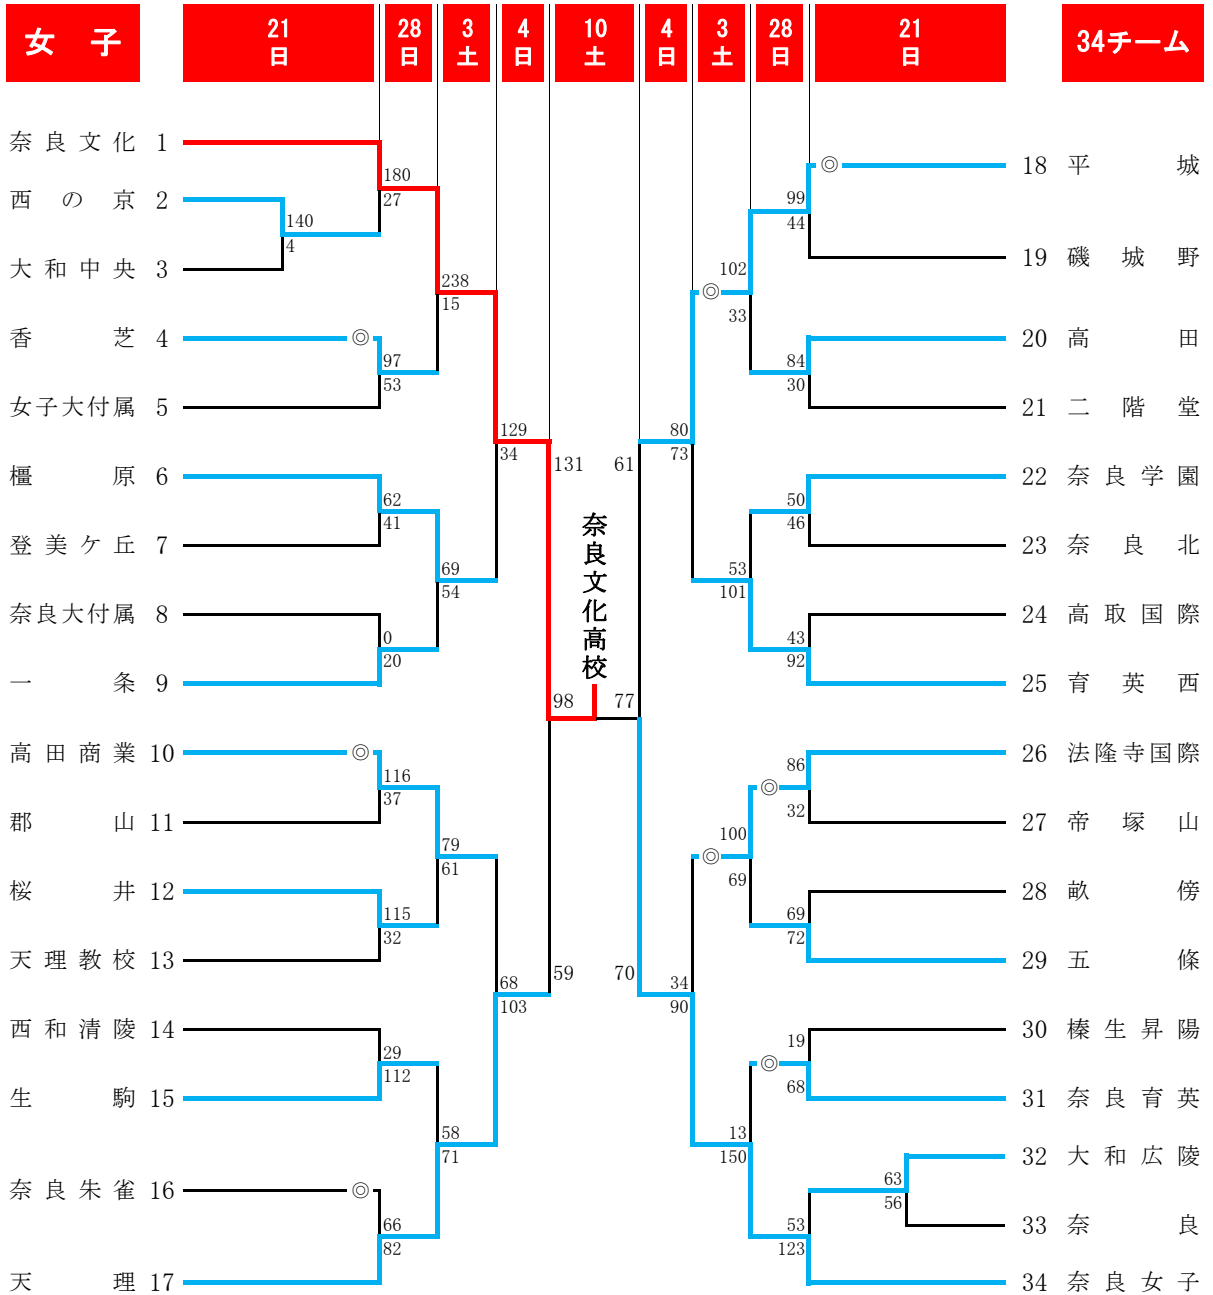 女 子 21 28 3 4 10 4 3 28 21 34チーム
日 日 土 日 土 日 土 日 日
奈良文化 1
西の京 2
大和中央 3
香芝 4
女子大付属 5
橿原 6
登美ケ丘 7
奈良大付属 8
一条 9
高田商業 10
郡山 11
桜井 12
天理教校 13
西和清陵 14
生駒 15
奈良朱雀 16
天理 17
140
4
◎
◎
◎
180
27
97
53
62
41
0
20
116
37
115
32
29
112
66
82
238
15
69
54
79
61
58
71
129
34
68
103
131
59
98
奈良文化高校
77
61
70
80
73
34
90
◎
102
33
53
101
◎
100
69
13
150
◎
99
44
84
30
50
46
43
92
◎
86
32
69
72
◎
19
68
53
123
63
56
18 平城
19 磯城野
20 高田
21 二階堂
22 奈良学園
23 奈良北
24 高取国際
25 育英西
26 法隆寺国際
27 帝塚山
28 畝傍
29 五條
30 榛生昇陽
31 奈良育英
32 大和広陵
33 奈良
34 奈良女子